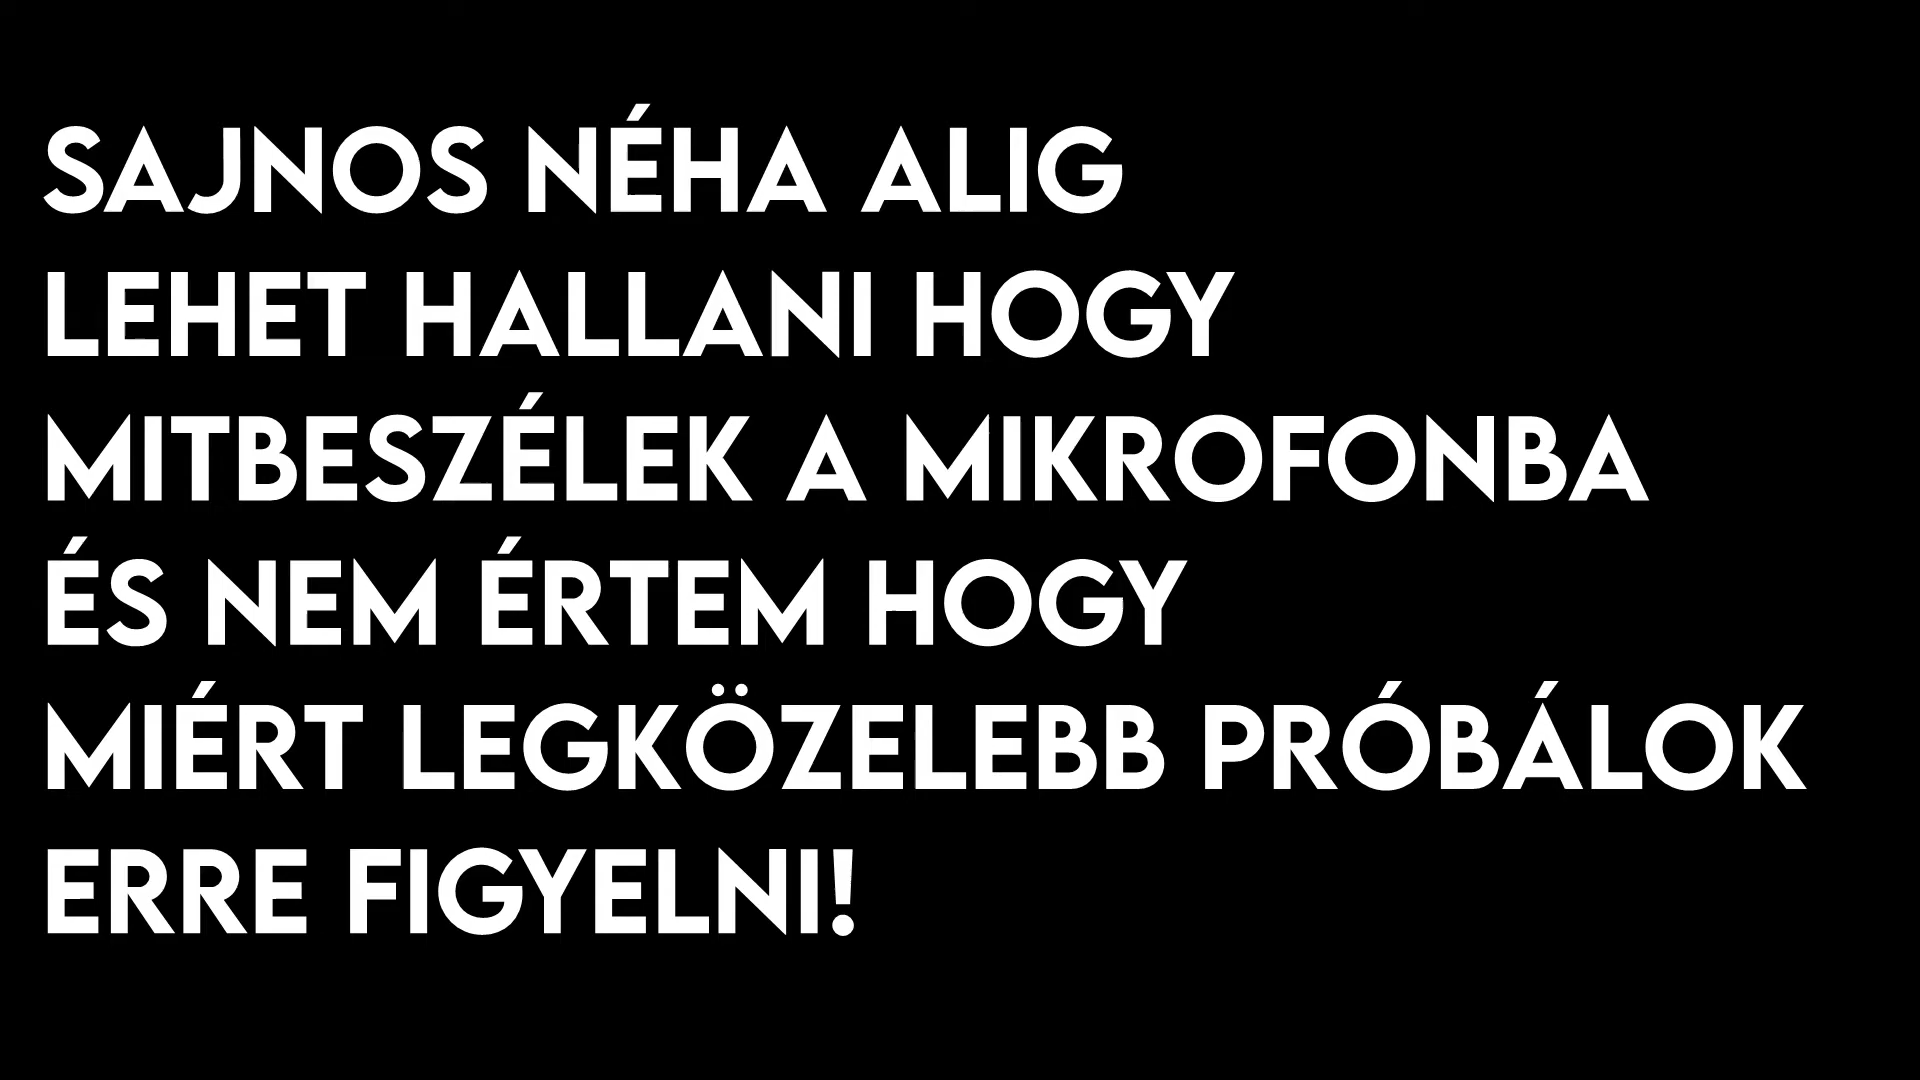 SAJNOS NÉHA ALIG
LEHET HALLANI HOGY
MITBESZÉLEK A MIKROFONBA
ÉS NEM ÉRTEM HOGY
MIÉRT LEGKÖZELEBB PRÓBÁLOK
ERRE FIGYELNI!